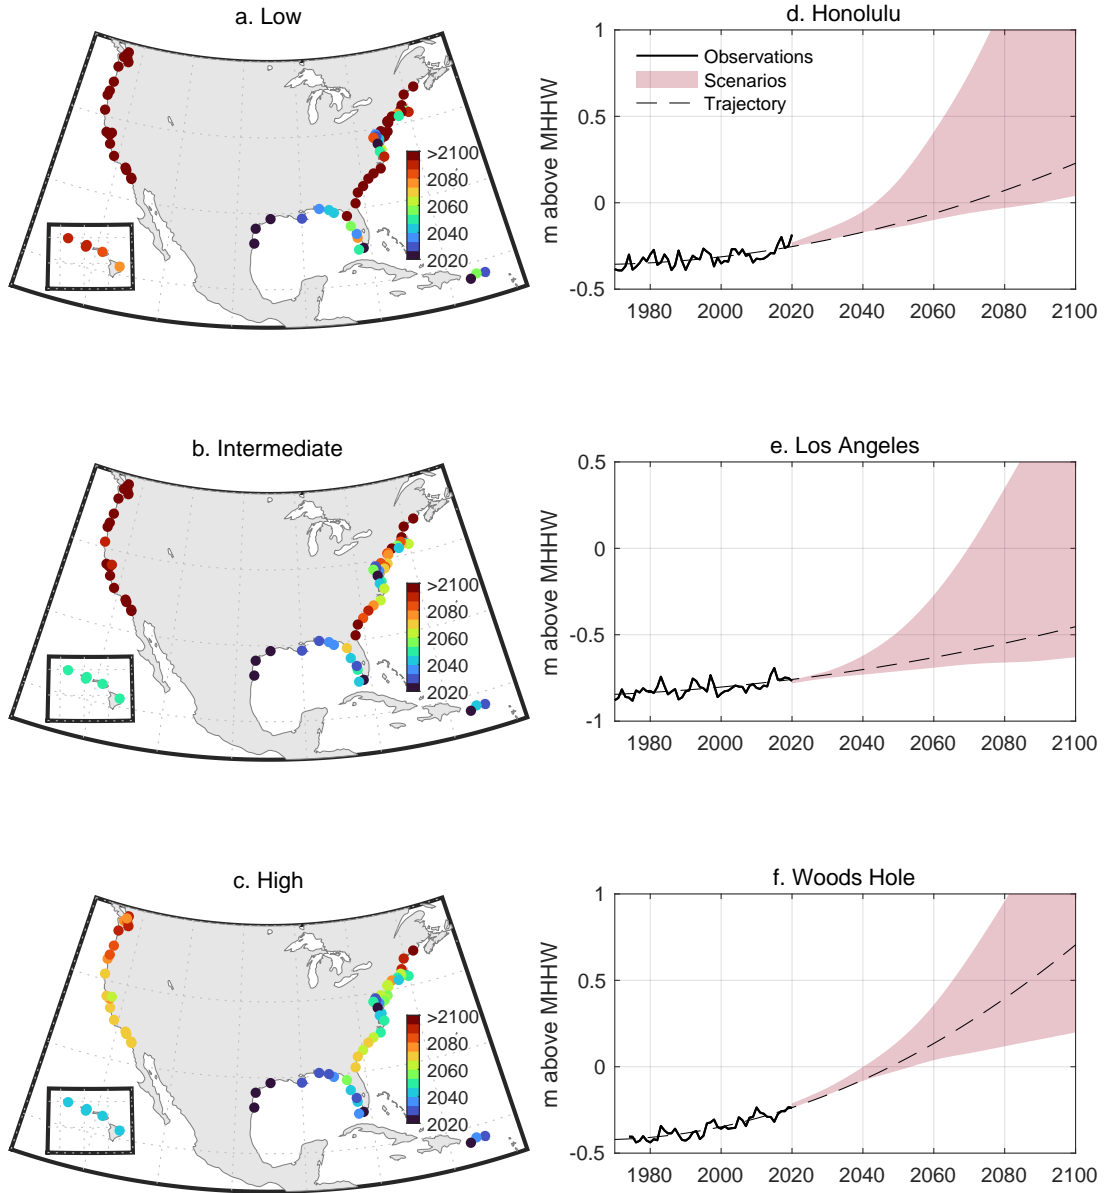 a. Low
>2100
2080
2060
2040
2020
d. Honolulu
m above MHHW
1
0.5
0
-0.5
Observations
Scenarios
Trajectory
1980 2000 2020 2040 2060 2080 2100
b. Intermediate
>2100
2080
2060
2040
2020
e. Los Angeles
m above MHHW
0.5
0
-0.5
-1
1980 2000 2020 2040 2060 2080 2100
c. High
>2100
2080
2060
2040
2020
f. Woods Hole
m above MHHW
1
0.5
0
-0.5
1980 2000 2020 2040 2060 2080 2100